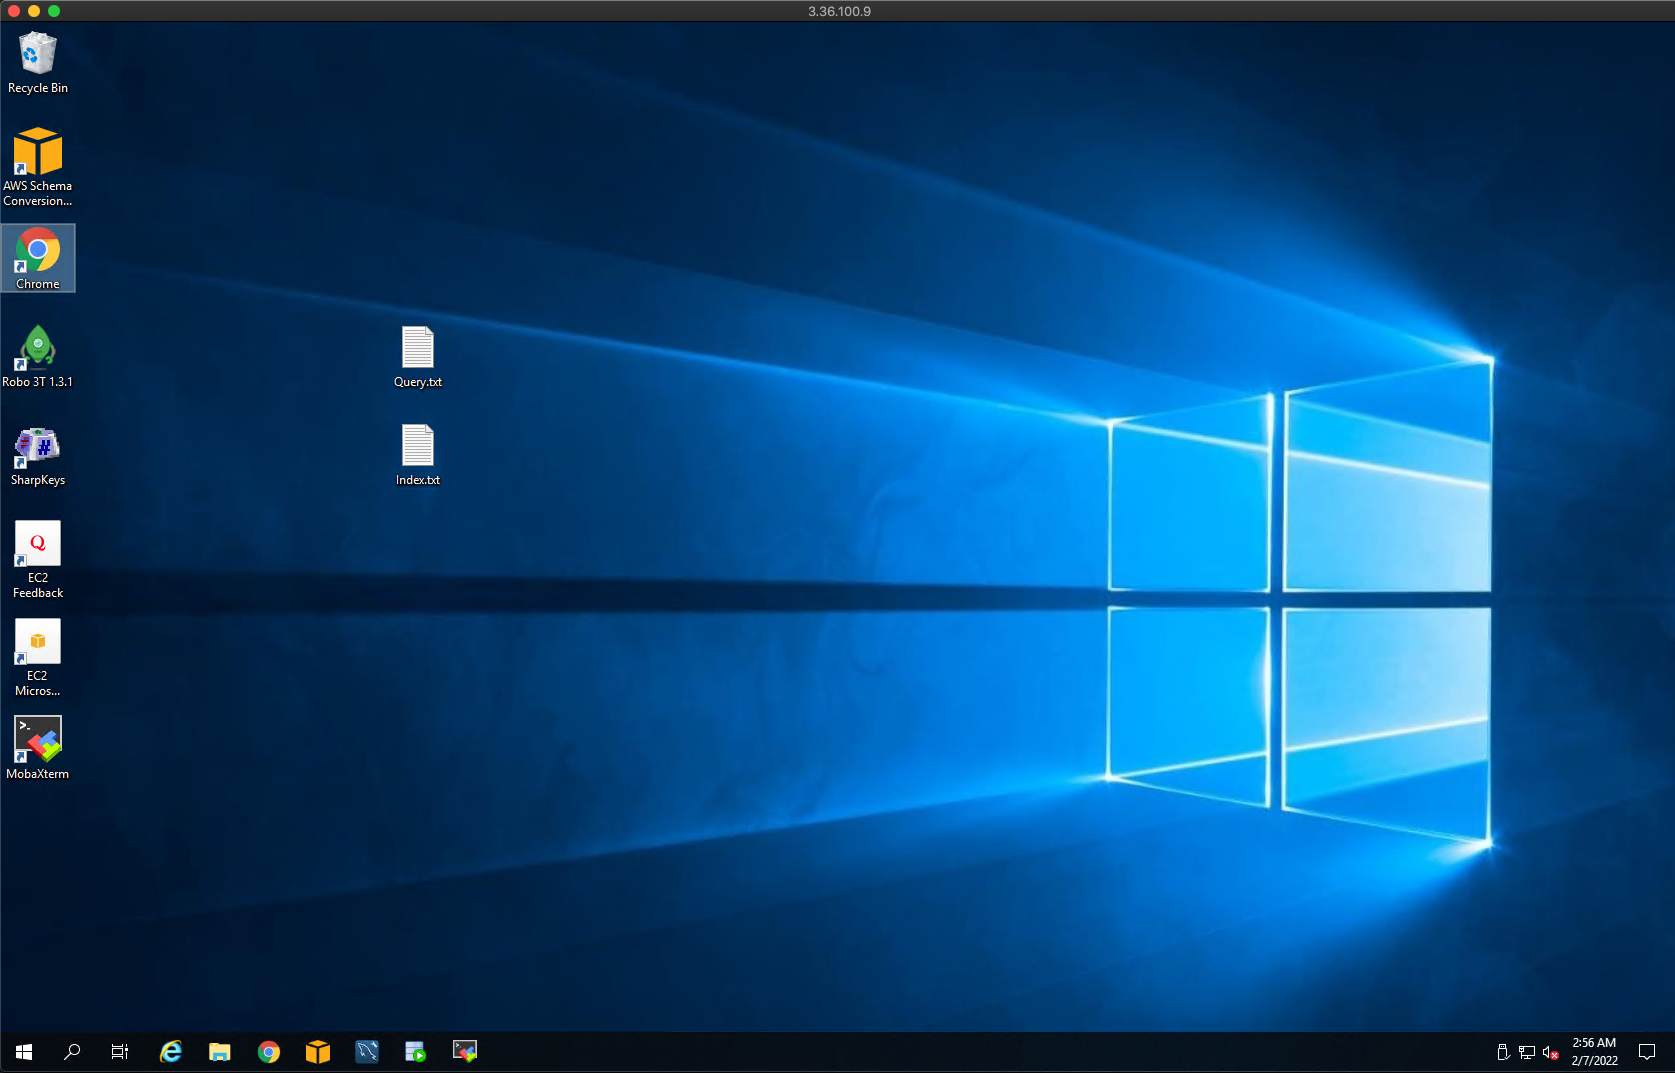 3.36.100.9
Recycle Bin
AWS Schema
Conversion...
Chrome
Robo 3T 1.3.1
SharpKeys
Q
EC2
Feedback
EC2
Micros...
>_
MobaXterm
Query.txt
Index.txt
2:56 AM
2/7/2022